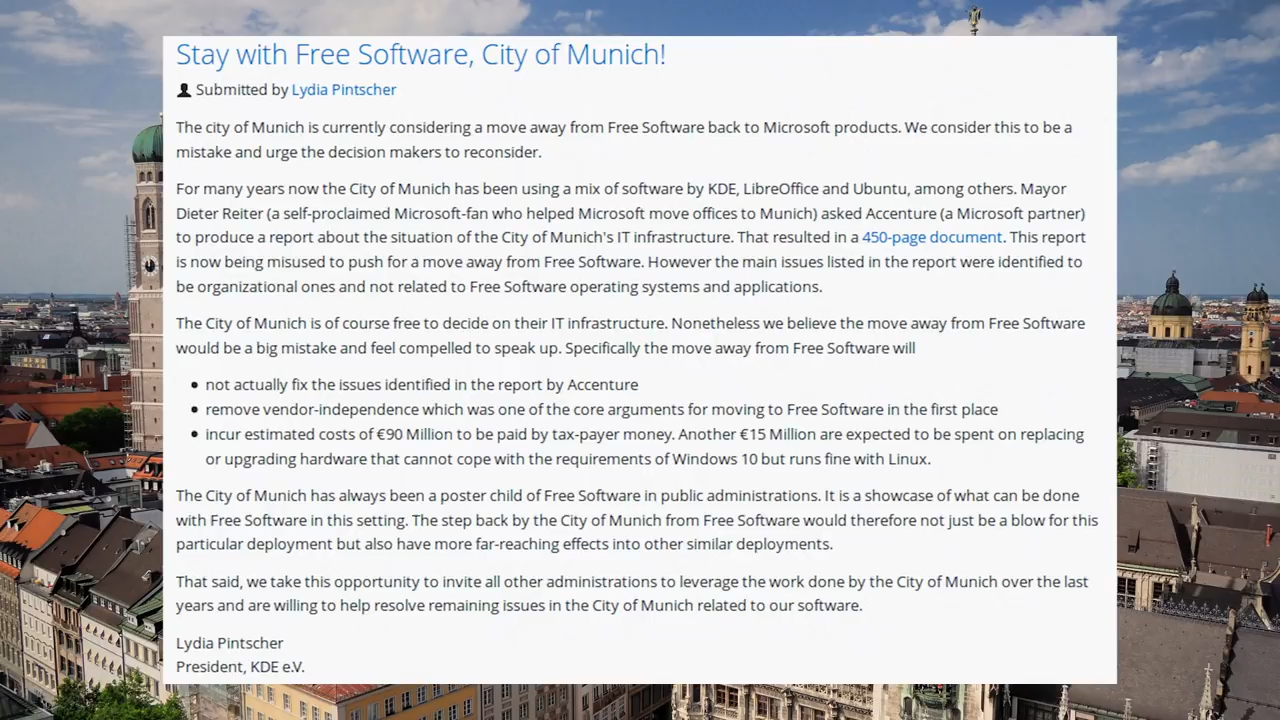 Stay with Free Software, City of Munich!
Submitted by Lydia Pintscher
The city of Munich is currently considering a move away from Free Software back to Microsoft products. We consider this to be a
mistake and urge the decision makers to reconsider.
For many years now the City of Munich has been using a mix of software by KDE, LibreOffice and Ubuntu, among others. Mayor
Dieter Reiter (a self-proclaimed Microsoft-fan who helped Microsoft move offices to Munich) asked Accenture (a Microsoft partner)
to produce a report about the situation of the City of Munich's IT infrastructure. That resulted in a 450-page document. This report
is now being misused to push for a move away from Free Software. However the main issues listed in the report were identified to
be organizational ones and not related to Free Software operating systems and applications.
The City of Munich is of course free to decide on their IT infrastructure. Nonetheless we believe the move away from Free Software
would be a big mistake and feel compelled to speak up. Specifically the move away from Free Software will
• not actually fix the issues identified in the report by Accenture
• remove vendor-independence which was one of the core arguments for moving to Free Software in the first place
• incur estimated costs of €90 Million to be paid by tax-payer money. Another €15 Million are expected to be spent on replacing
or upgrading hardware that cannot cope with the requirements of Windows 10 but runs fine with Linux.
The City of Munich has always been a poster child of Free Software in public administrations. It is a showcase of what can be done
with Free Software in this setting. The step back by the City of Munich from Free Software would therefore not just be a blow for this
particular deployment but also have more far-reaching effects into other similar deployments.
That said, we take this opportunity to invite all other administrations to leverage the work done by the City of Munich over the last
years and are willing to help resolve remaining issues in the City of Munich related to our software.
Lydia Pintscher
President, KDE e.V.